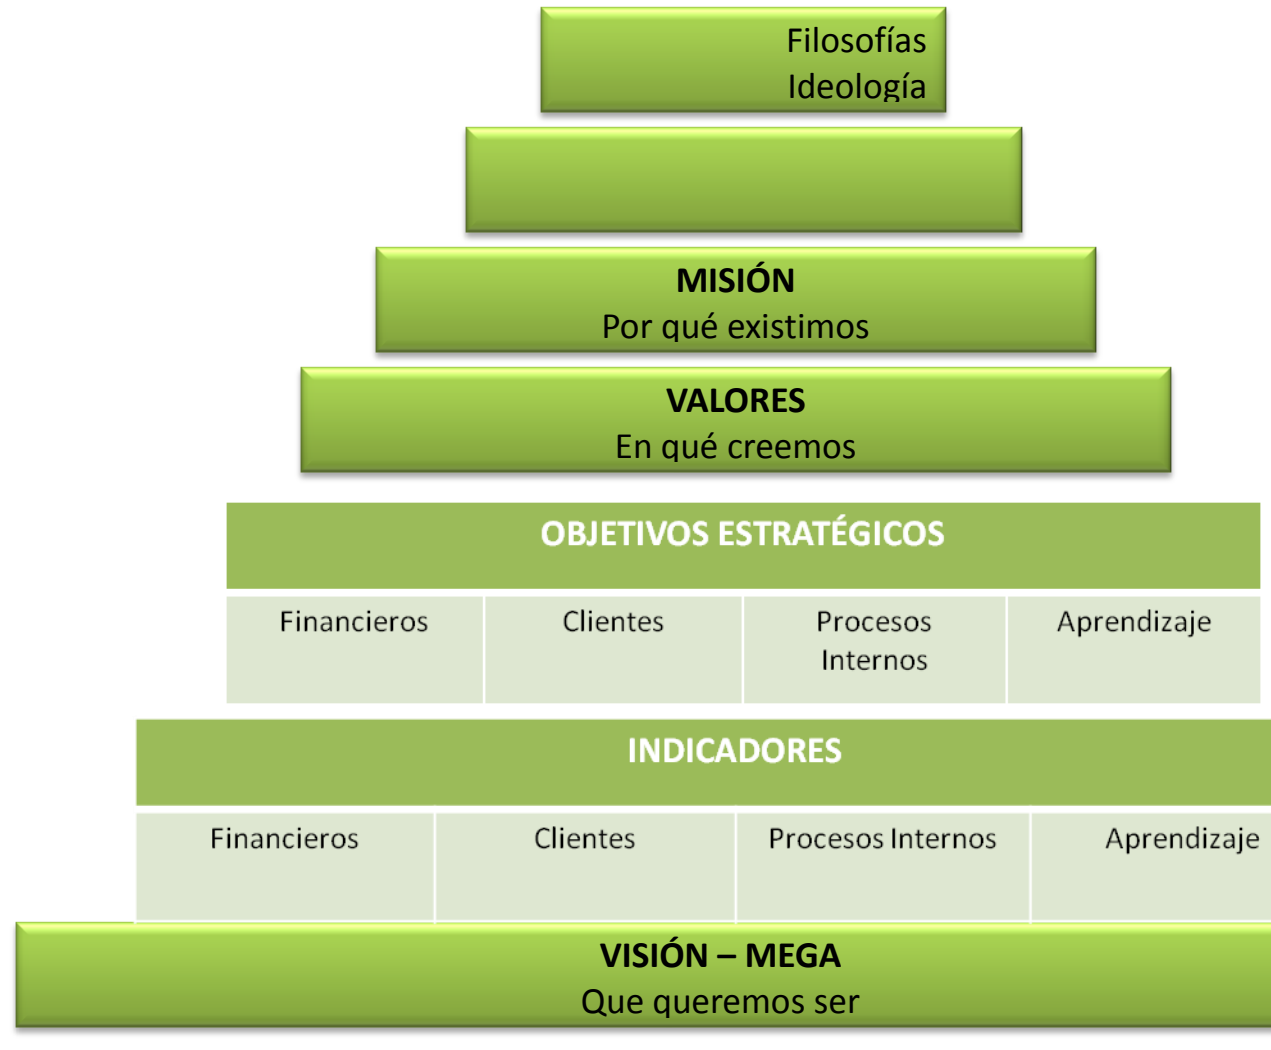 Filosofías
Ideología
MISIÓN
Por qué existimos
VALORES
En qué creemos
OBJETIVOS ESTRATÉGICOS
Financieros
Clientes
Procesos
Internos
Aprendizaje
INDICADORES
Financieros
Clientes
Procesos Internos
Aprendizaje
VISIÓN – MEGA
Que queremos ser